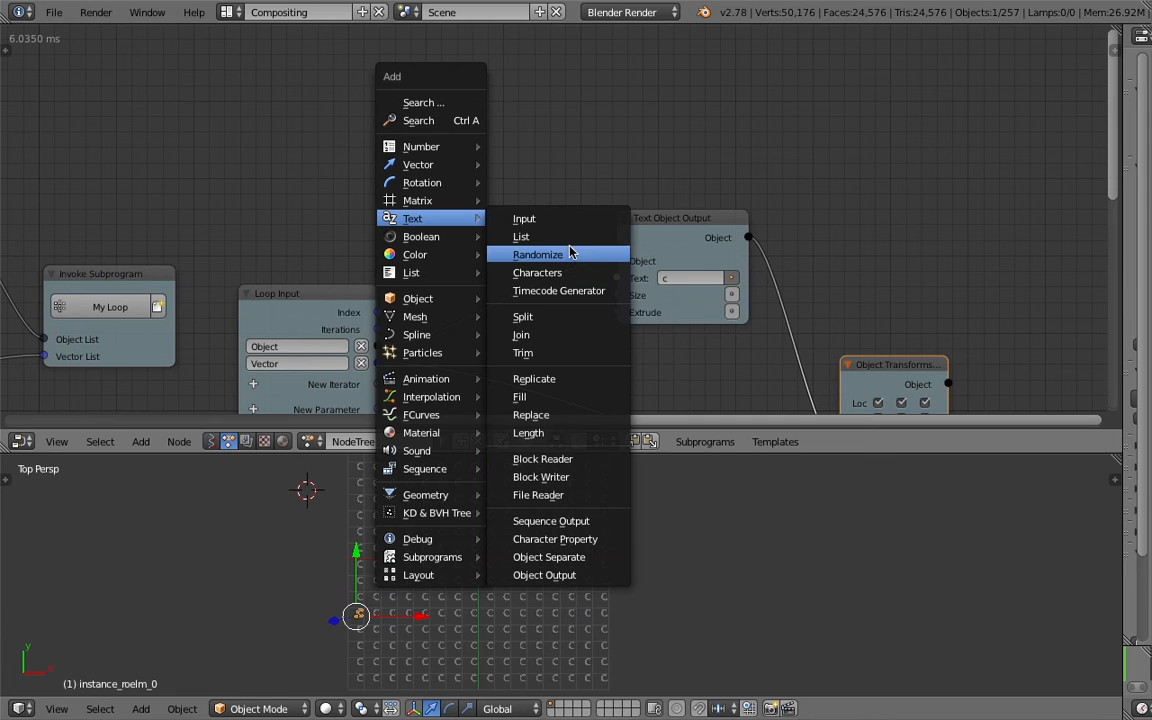 File Render Window Help Compositing Scene Blender Render v2.78 | Verts:50,176 | Faces:24,576 | Tris:24,576 | Objects:1/257 | Lamps:0/0 | Mem:26.92M
6.0350 ms
Add
Search ...
Search Ctrl A
Number
Vector
Rotation
Matrix
Text
Boolean
Color
List
Object
Mesh
Spline
Particles
Animation
Interpolation
FCurves
Material
Sound
Sequence
Geometry
KD & BVH Tree
Debug
Subprograms
Layout
Input
List
Randomize
Characters
Timecode Generator
Split
Join
Trim
Replicate
Fill
Replace
Length
Block Reader
Block Writer
File Reader
Sequence Output
Character Property
Object Separate
Object Output
Invoke Subprogram
My Loop
Object List
Vector List
Loop Input
Index
Iterations
Object
Vector
New Iterator
New Parameter
Text Object Output
Object
Object
Text: c
Size
Extrude
Object Transforms...
Object
Loc
View Select Add Node NodeTree Subprograms Templates
Top Persp
(1) instance_roelm_0
View Select Add Object Object Mode Global